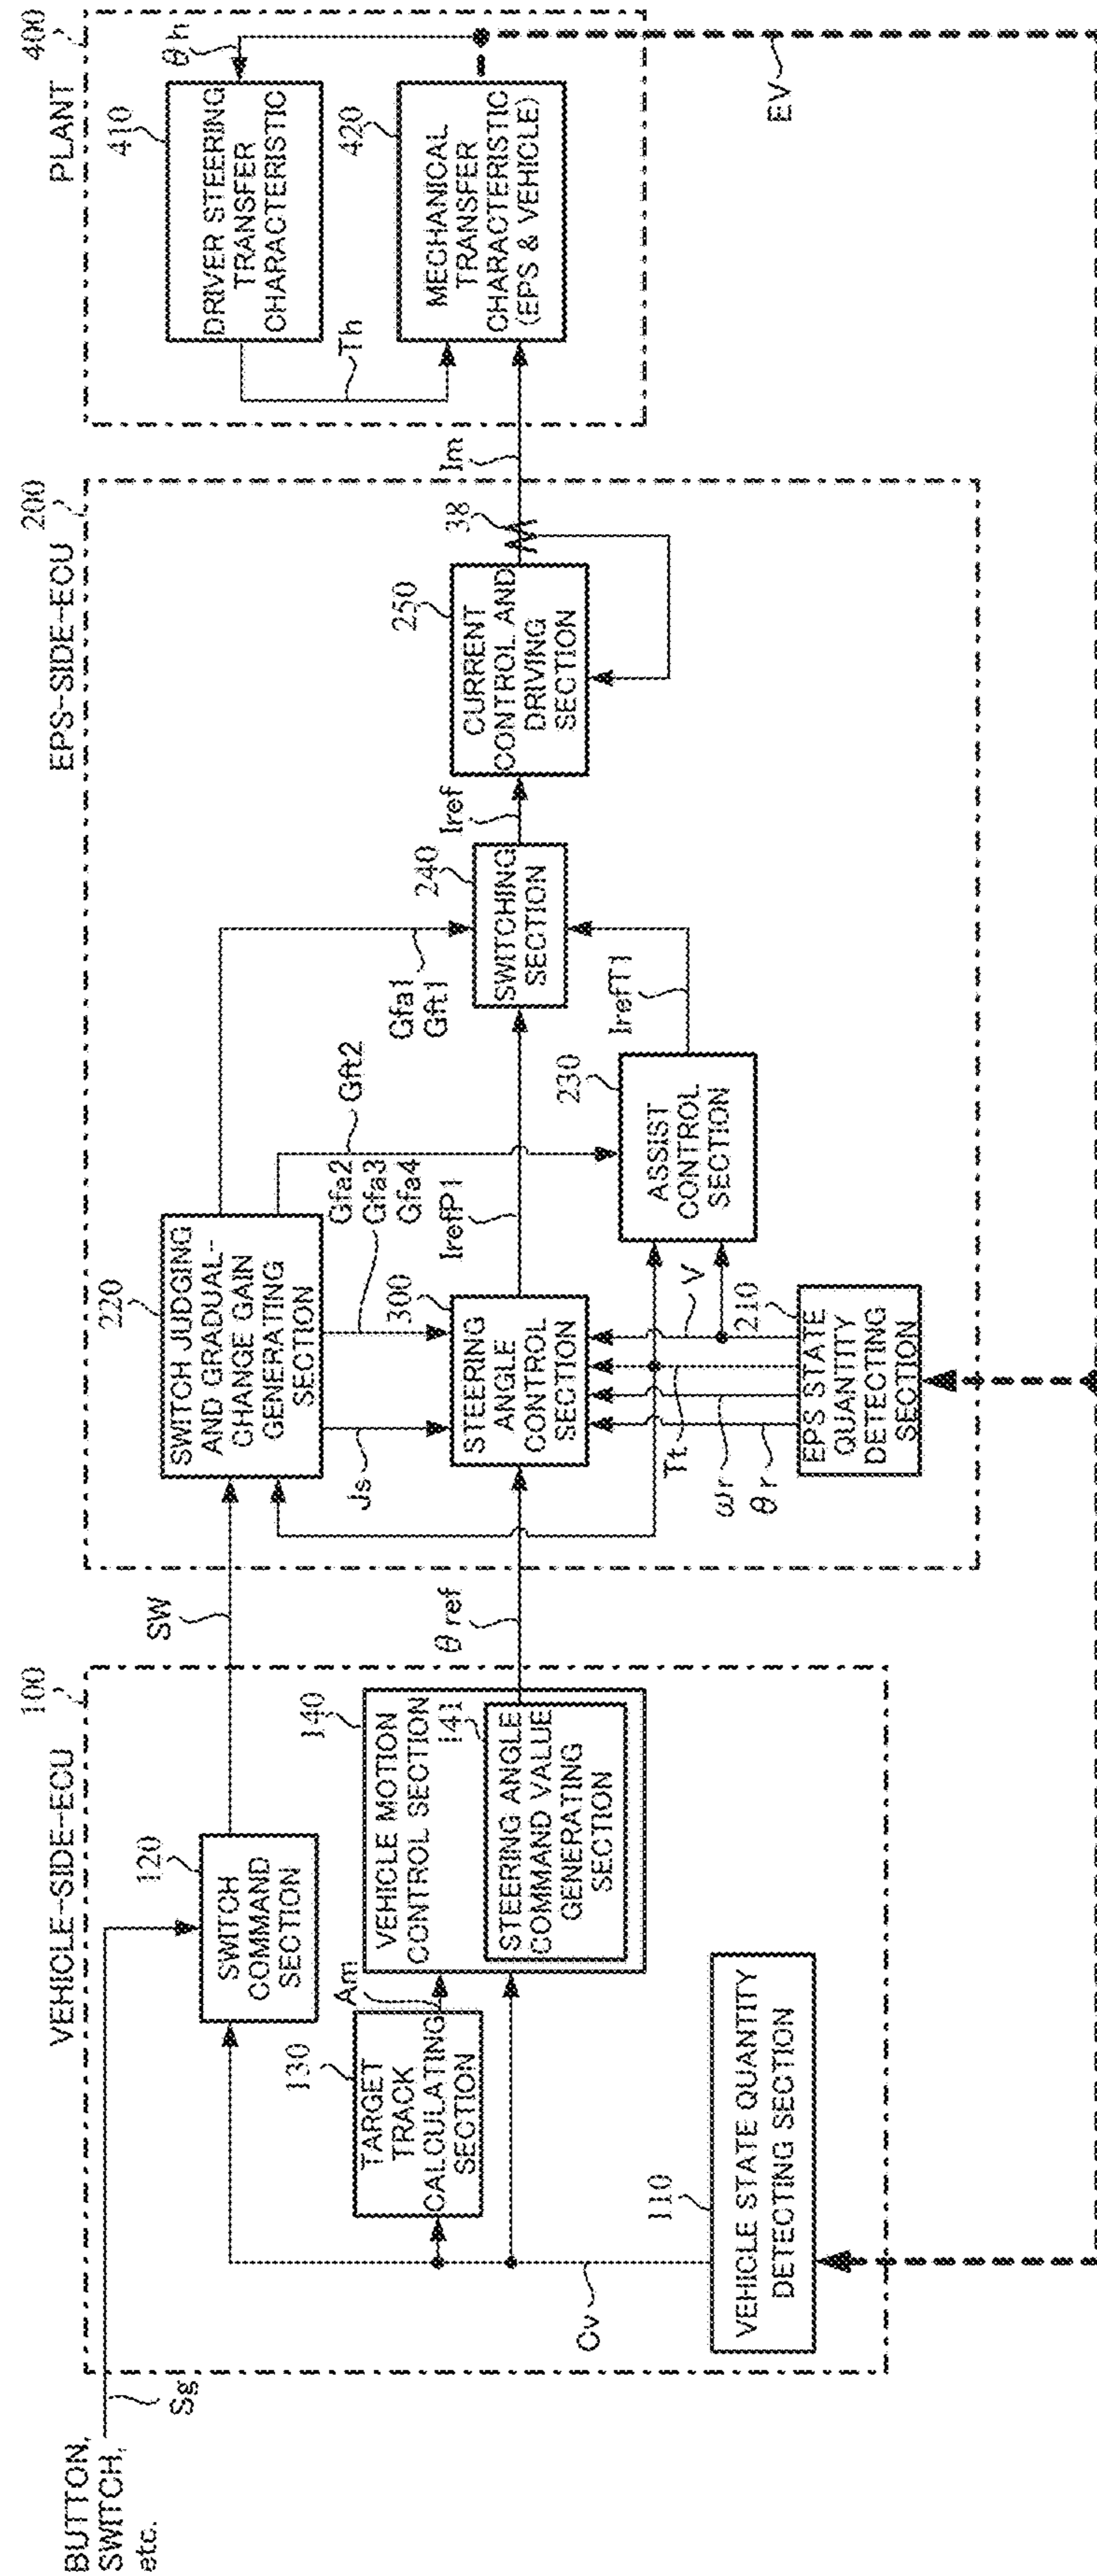 BUTTON,
SWITCH,
etc.
Sg
VEHICLE-SIDE-ECU
100
120
SWITCH
COMMAND
SECTION
SW
130
TARGET
TRACK
CALCULATING
SECTION
Am
140
VEHICLE MOTION
CONTROL SECTION
141
STEERING ANGLE
COMMAND VALUE
GENERATING
SECTION
θref
Cv
110
VEHICLE STATE QUANTITY
DETECTING SECTION
EPS-SIDE-ECU
200
220
SWITCH JUDGING
AND GRADUAL-
CHANGE GAIN
GENERATING
SECTION
Js
Gfa2
Gfa3
Gfa4
Gft2
Gfa1
Gft1
300
STEERING
ANGLE
CONTROL
SECTION
IrefP1
240
SWITCHING
SECTION
Iref
250
CURRENT
CONTROL AND
DRIVING
SECTION
38
Im
230
ASSIST
CONTROL
SECTION
IrefT1
V
Tt
ωr
θr
210
EPS STATE
QUANTITY
DETECTING
SECTION
PLANT
400
410
DRIVER STEERING
TRANSFER
CHARACTERISTIC
θh
Th
420
MECHANICAL
TRANSFER
CHARACTERISTIC
(EPS & VEHICLE)
EV